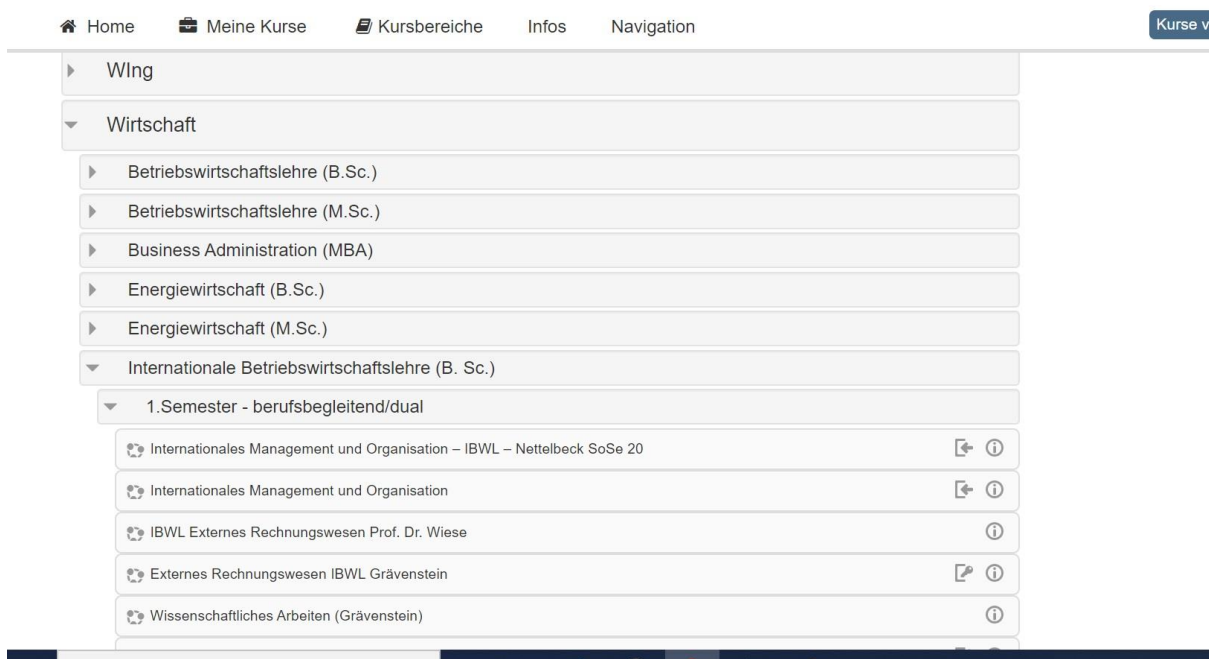 Home Meine Kurse Kursbereiche Infos Navigation Kurse v
WIng
Wirtschaft
Betriebswirtschaftslehre (B.Sc.)
Betriebswirtschaftslehre (M.Sc.)
Business Administration (MBA)
Energiewirtschaft (B.Sc.)
Energiewirtschaft (M.Sc.)
Internationale Betriebswirtschaftslehre (B. Sc.)
1.Semester - berufsbegleitend/dual
Internationales Management und Organisation – IBWL – Nettelbeck SoSe 20
Internationales Management und Organisation
IBWL Externes Rechnungswesen Prof. Dr. Wiese
Externes Rechnungswesen IBWL Grävenstein
Wissenschaftliches Arbeiten (Grävenstein)